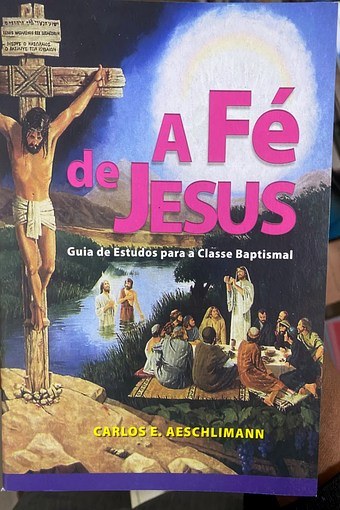 A Fé
de JESUS
Guia de Estudos para a Classe Baptismal
CARLOS E. AESCHLIMANN